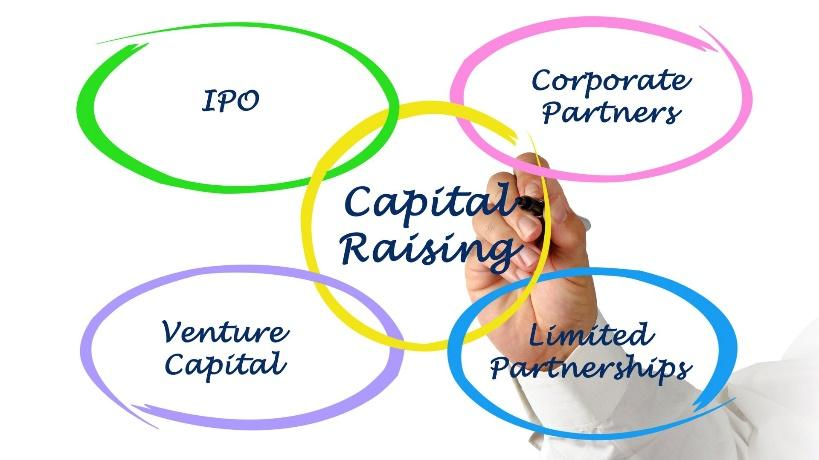 IPO
Corporate
Partners
Capital
Raising
Venture
Capital
Limited
Partnerships